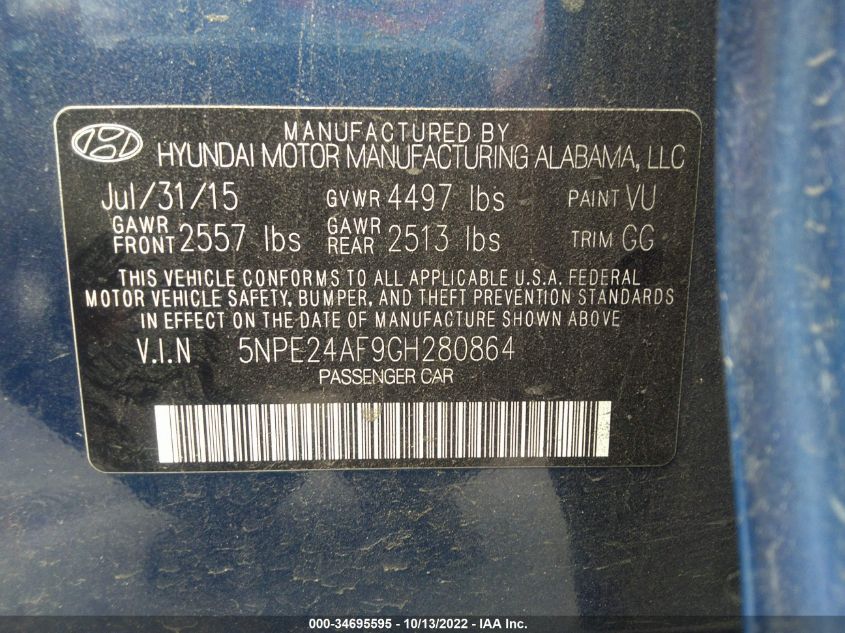 MANUFACTURED BY
HYUNDAI MOTOR MANUFACTURING ALABAMA, LLC
Jul/31/15 GVWR 4497 lbs PAINT VU
GAWR FRONT 2557 lbs GAWR REAR 2513 lbs TRIM GG
THIS VEHICLE CONFORMS TO ALL APPLICABLE U.S.A. FEDERAL
MOTOR VEHICLE SAFETY, BUMPER, AND THEFT PREVENTION STANDARDS
IN EFFECT ON THE DATE OF MANUFACTURE SHOWN ABOVE
V.I.N 5NPE24AF9GH280864
PASSENGER CAR
000-34695595 - 10/13/2022 - IAA Inc.